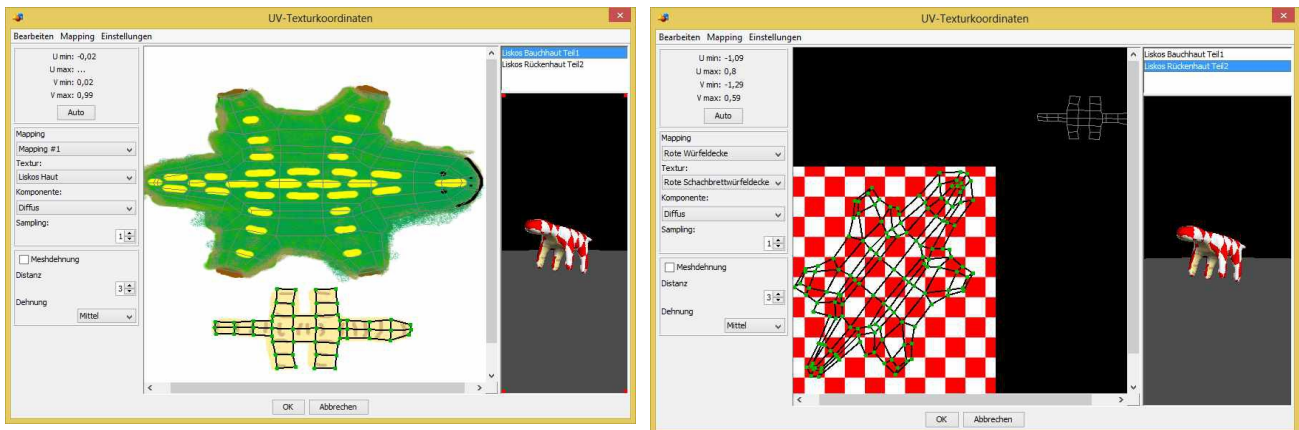 UV-Texturkoordinaten
Bearbeiten Mapping Einstellungen
U min: -0,02
U max: ...
V min: 0,02
V max: 0,99
Auto
Mapping
Mapping #1
Textur:
Liskos Haut
Komponente:
Diffus
Sampling:
1
Meshdehnung
Distanz
3
Dehnung
Mittel
Liskos Bauchhaut Teil1
Liskos Rückenhaut Teil2
OK Abbrechen
UV-Texturkoordinaten
Bearbeiten Mapping Einstellungen
U min: -1,09
U max: 0,8
V min: -1,29
V max: 0,59
Auto
Mapping
Rote Würfeldecke
Textur:
Rote Schachbrettwürfeldecke
Komponente:
Diffus
Sampling:
1
Meshdehnung
Distanz
3
Dehnung
Mittel
Liskos Bauchhaut Teil1
Liskos Rückenhaut Teil2
OK Abbrechen